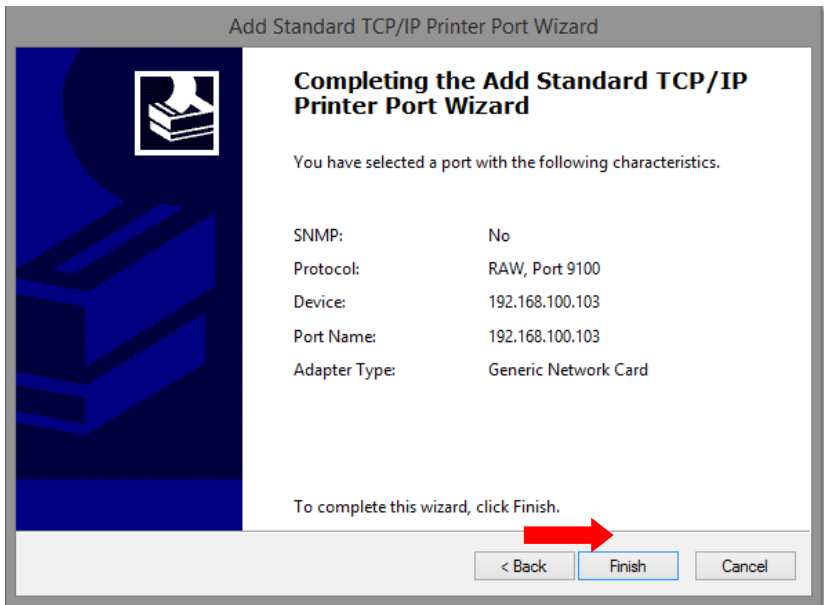 Add Standard TCP/IP Printer Port Wizard
Completing the Add Standard TCP/IP
Printer Port Wizard
You have selected a port with the following characteristics.
SNMP: No
Protocol: RAW, Port 9100
Device: 192.168.100.103
Port Name: 192.168.100.103
Adapter Type: Generic Network Card
To complete this wizard, click Finish.
< Back Finish Cancel